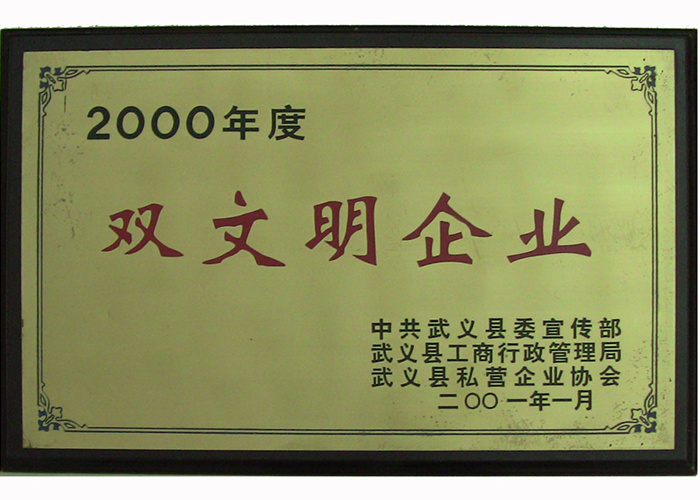 2000年度
双文明企业
中共武义县委宣传部
武义县工商行政管理局
武义县私营企业协会
二〇〇一年一月